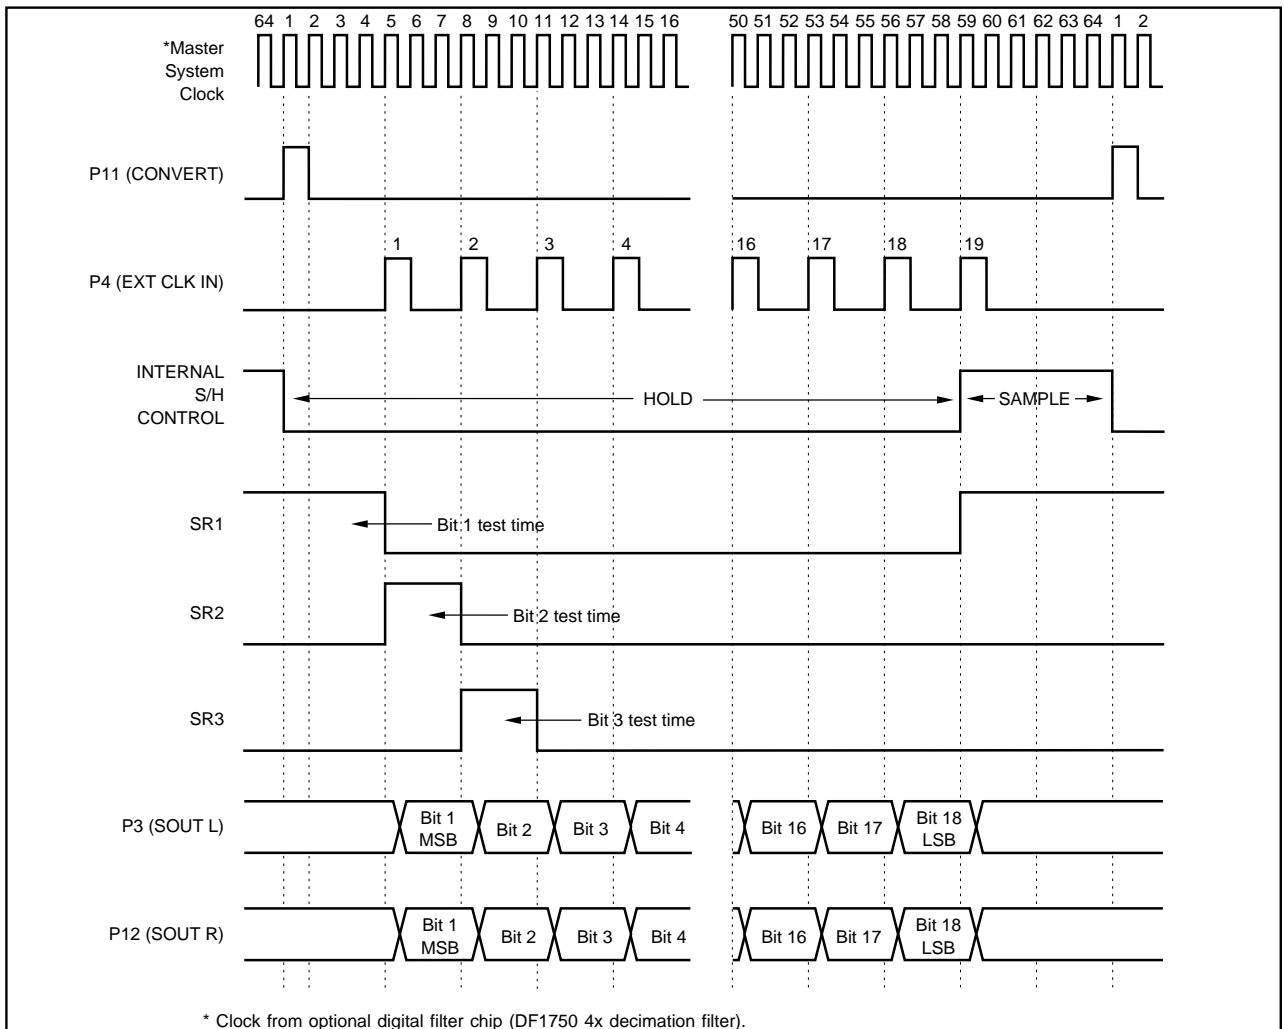 64 1 2 3 4 5 6 7 8 9 10 11 12 13 14 15 16 50 51 52 53 54 55 56 57 58 59 60 61 62 63 64 1 2
*Master
System
Clock
P11 (CONVERT)
1 2 3 4 16 17 18 19
P4 (EXT CLK IN)
INTERNAL
S/H
CONTROL
HOLD SAMPLE
SR1
Bit 1 test time
SR2
Bit 2 test time
SR3
Bit 3 test time
P3 (SOUT L)
Bit 1
MSB
Bit 2
Bit 3
Bit 4
Bit 16
Bit 17
Bit 18
LSB
P12 (SOUT R)
Bit 1
MSB
Bit 2
Bit 3
Bit 4
Bit 16
Bit 17
Bit 18
LSB
* Clock from optional digital filter chip (DF1750 4x decimation filter).